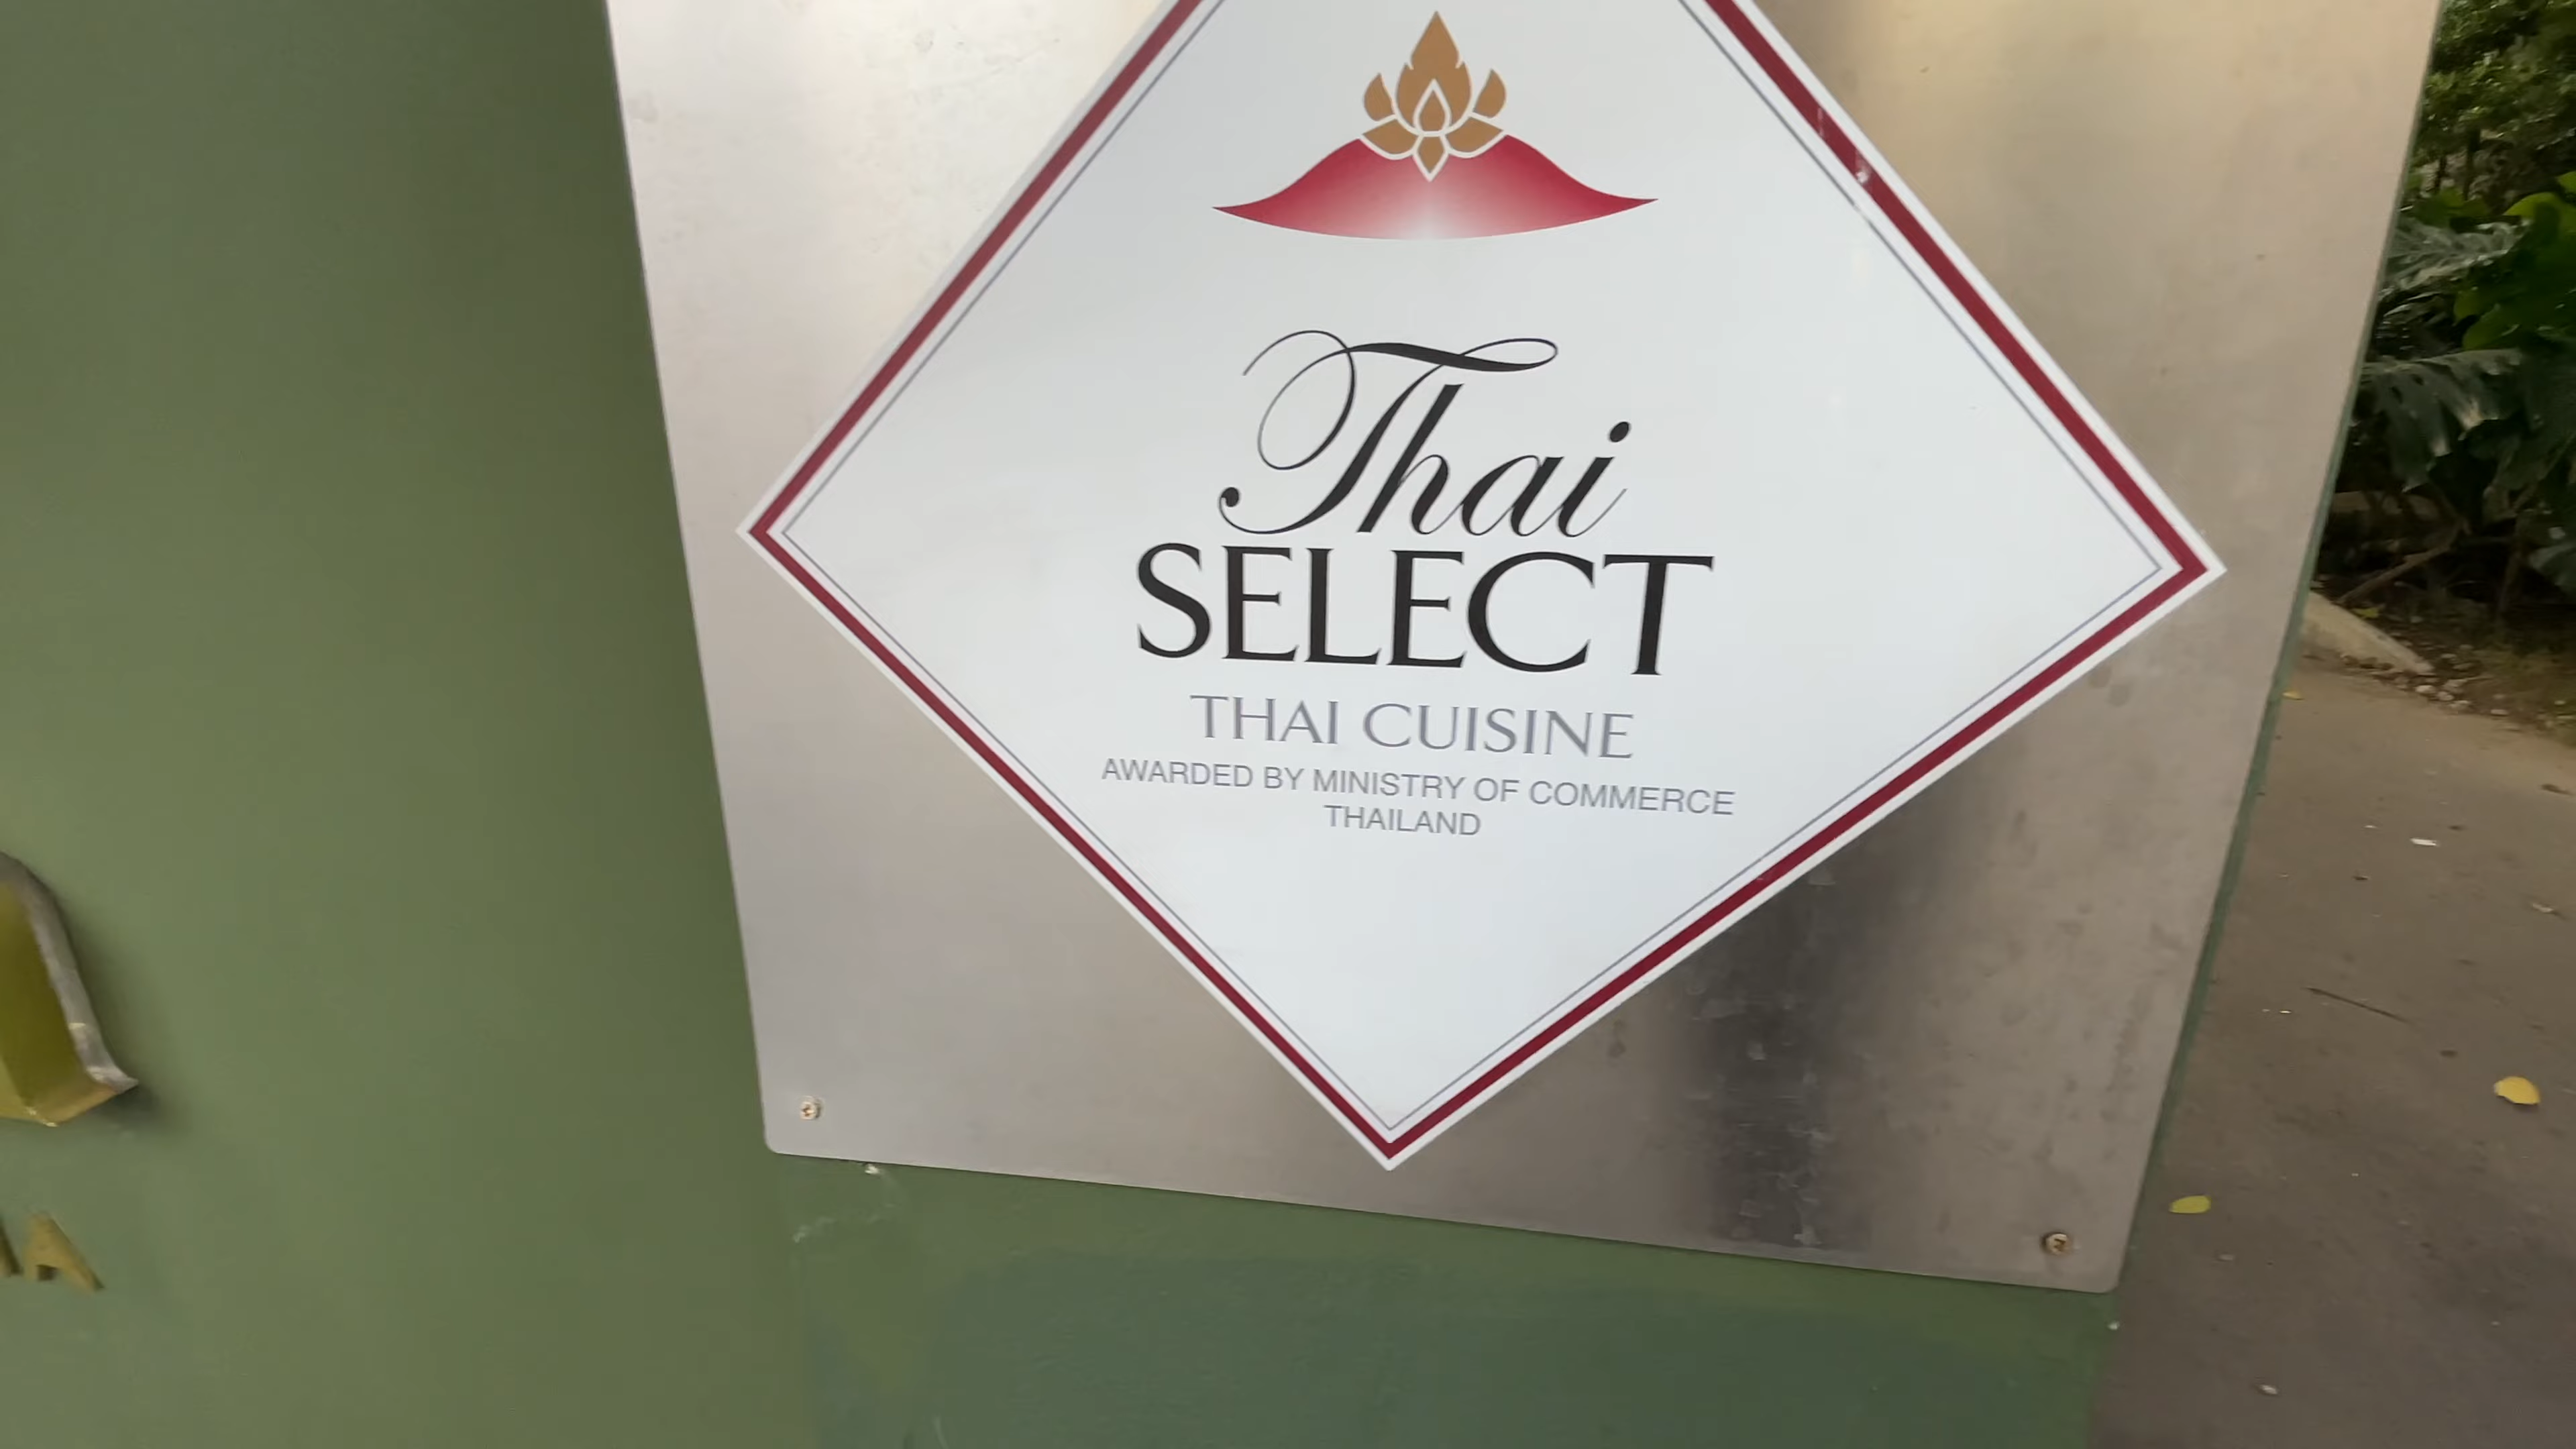 Thai
SELECT
THAI CUISINE
AWARDED BY MINISTRY OF COMMERCE
THAILAND